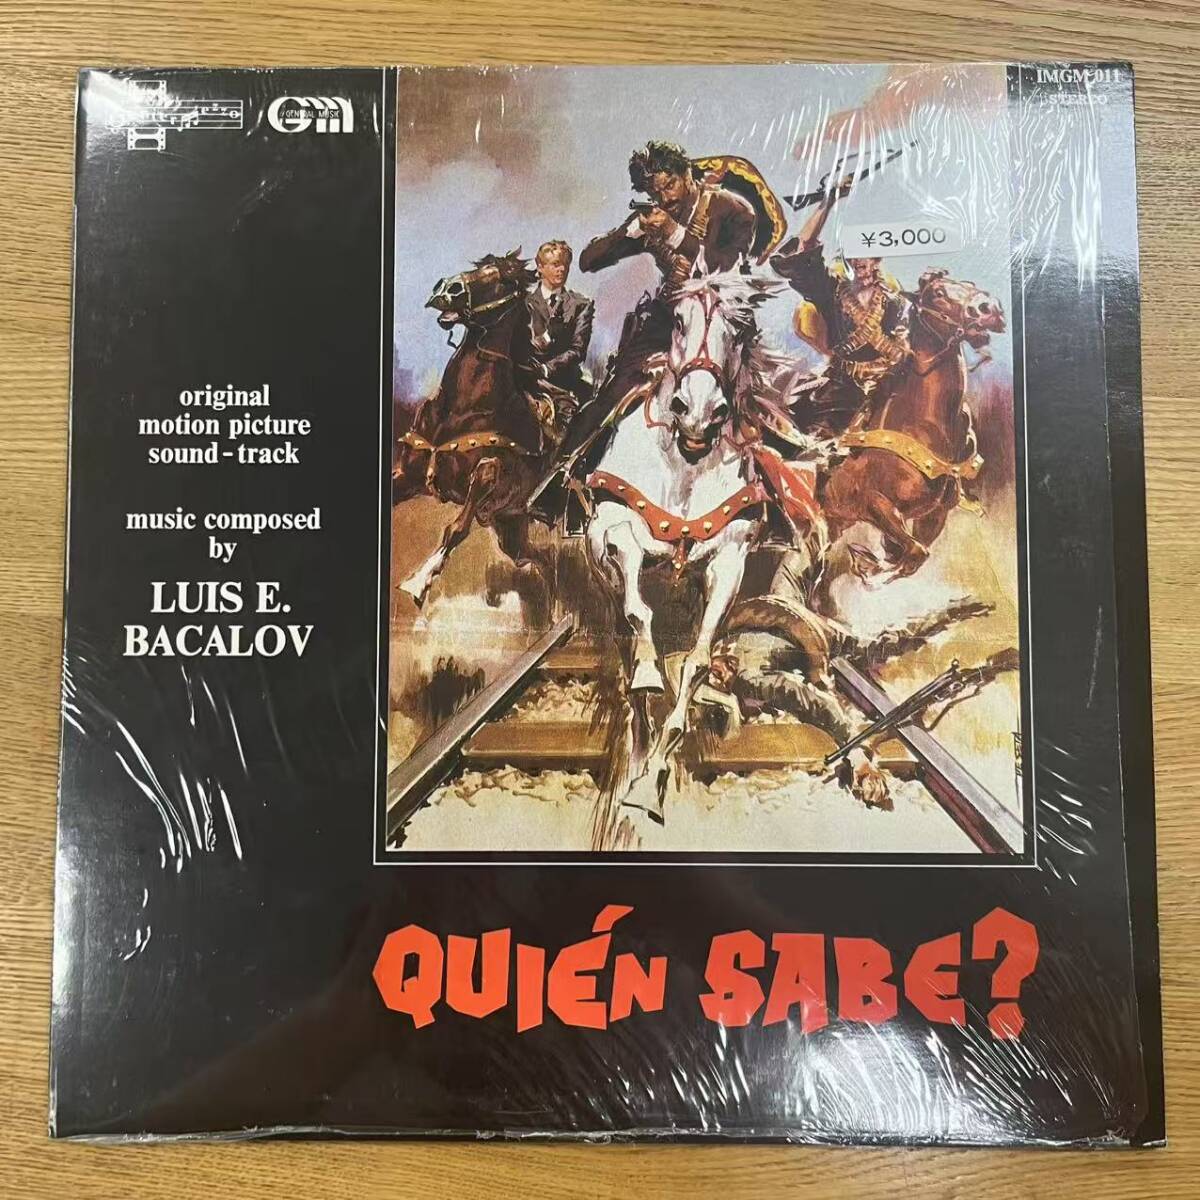 GENERAL MUSIC
IMGM 011
STEREO
¥3,000
original
motion picture
sound-track
music composed
by
LUIS E.
BACALOV
QUIÉN SABE?